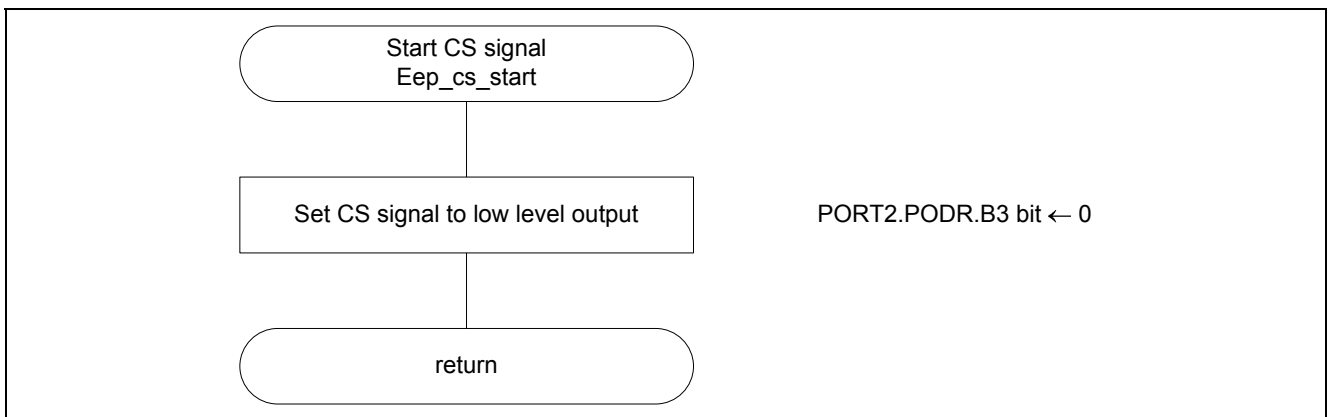 Start CS signal
Eep_cs_start
Set CS signal to low level output
PORT2.PODR.B3 bit ← 0
return